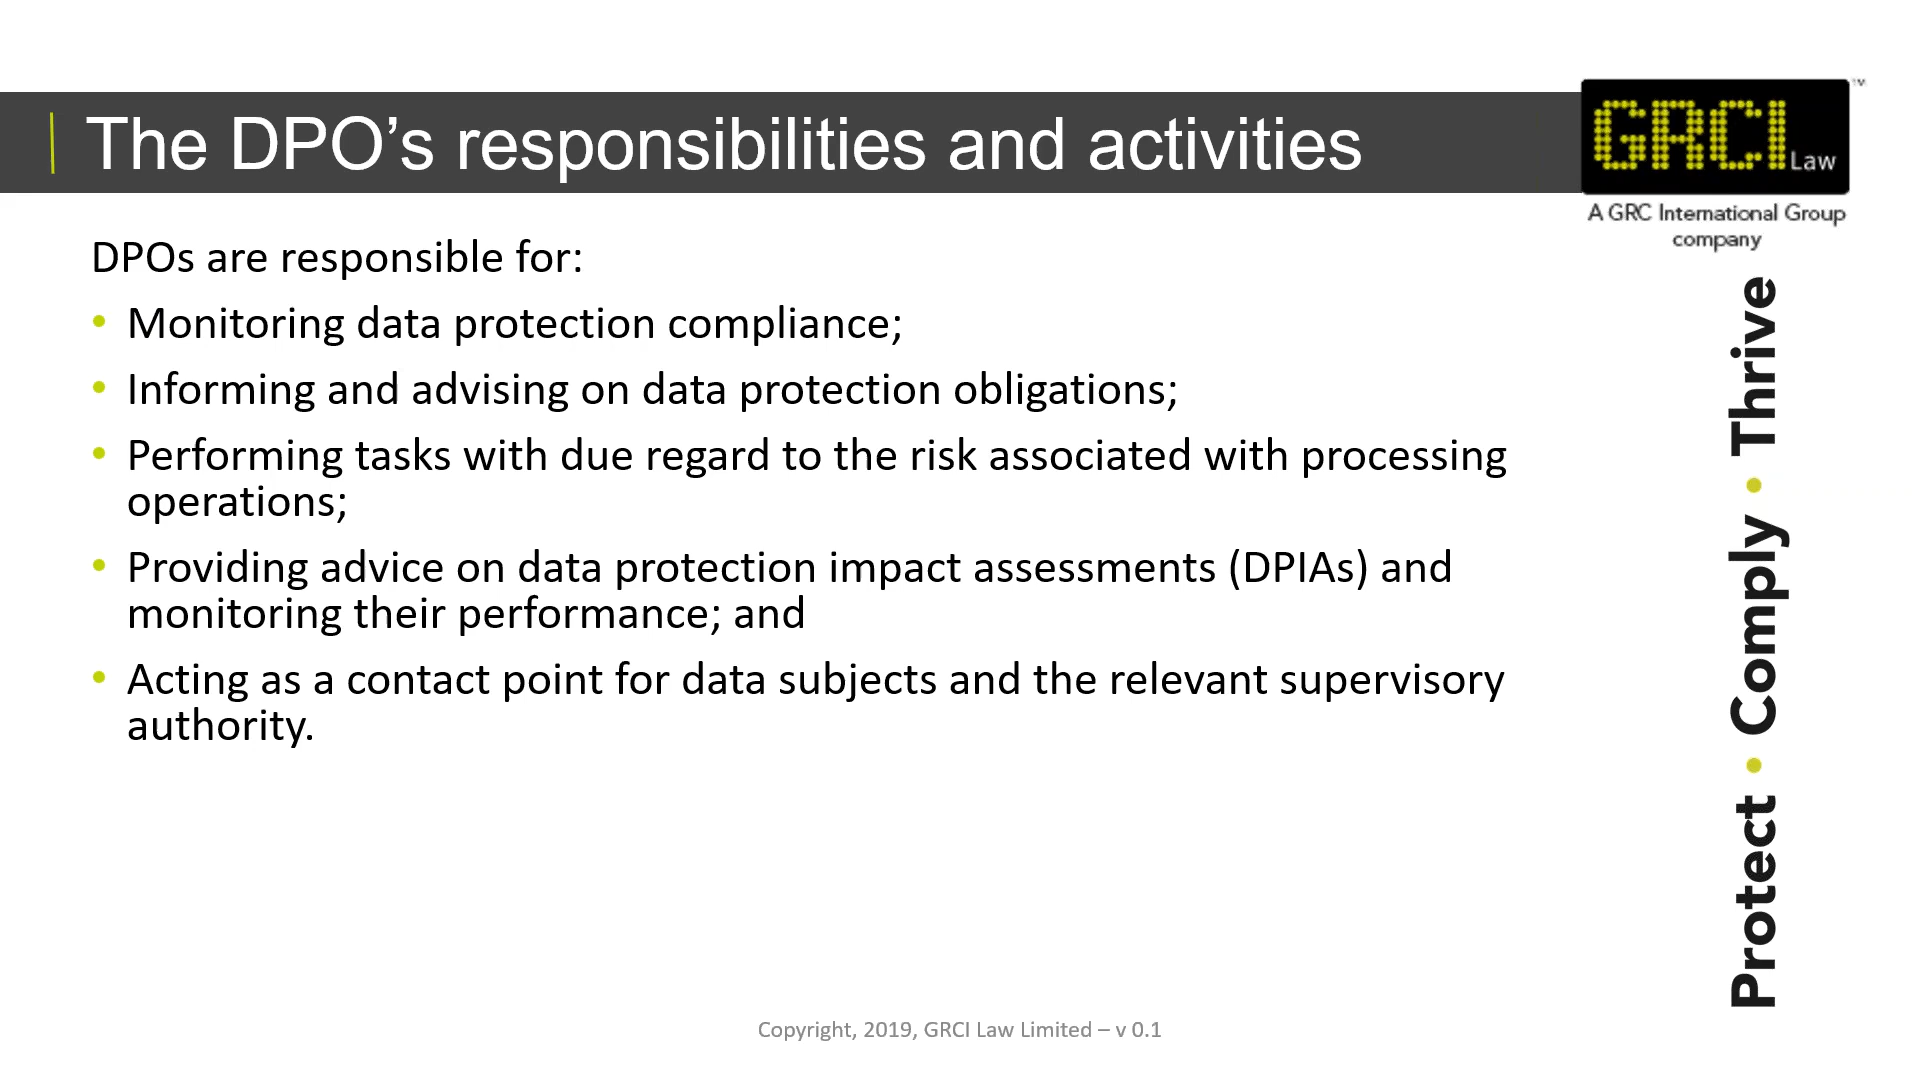 The DPO’s responsibilities and activities
GRCI Law
™
A GRC International Group
company
DPOs are responsible for:
• Monitoring data protection compliance;
• Informing and advising on data protection obligations;
• Performing tasks with due regard to the risk associated with processing
operations;
• Providing advice on data protection impact assessments (DPIAs) and
monitoring their performance; and
• Acting as a contact point for data subjects and the relevant supervisory
authority.
Protect • Comply • Thrive
Copyright, 2019, GRCI Law Limited – v 0.1